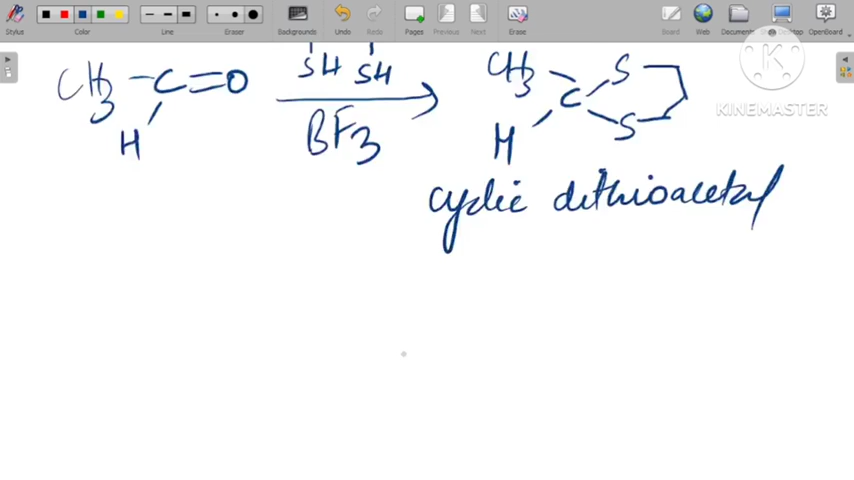 Stylus Color Line Eraser Backgrounds Undo Redo Pages Previous Next Erase Board Web Documents Show Desktop OpenBoard
K
KINEMASTER
SH SH
CH3 – C = O
H
BF3
CH3
H
C
S
S
cyclic dithioacetal